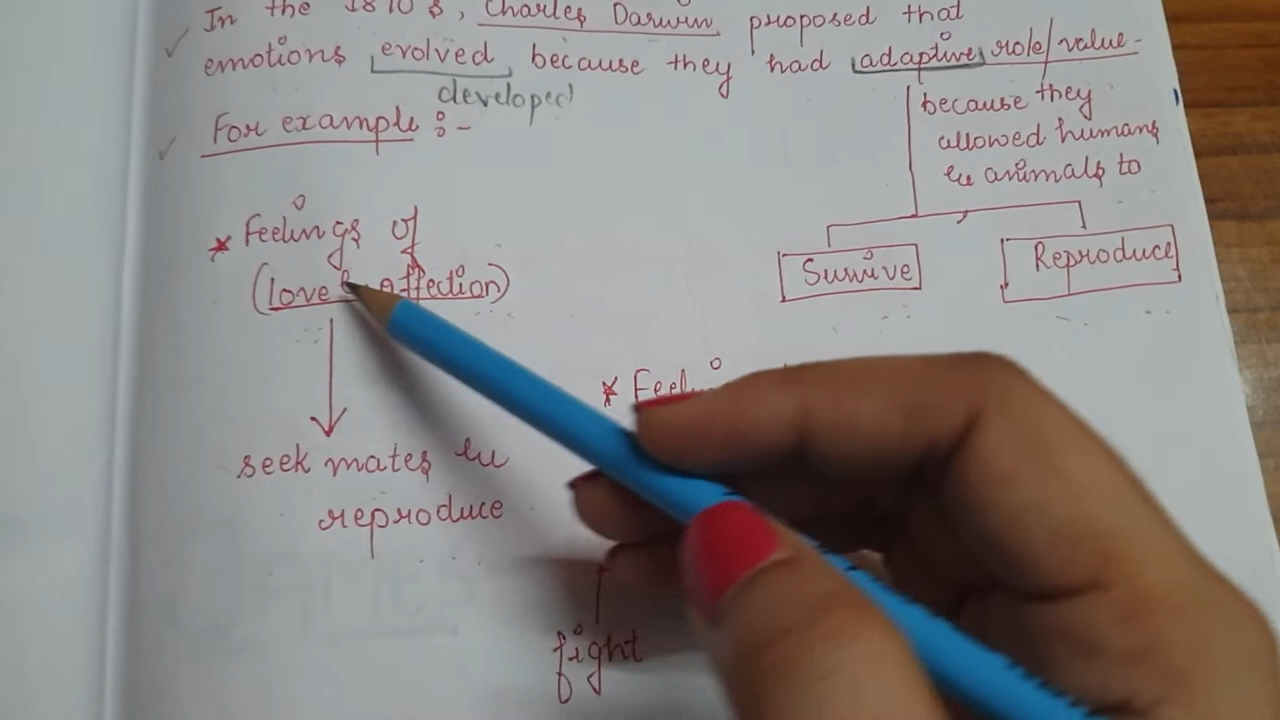 In the 1870s, Charles Darwin proposed that
emotions evolved because they had adaptive role/value -
developed
For example :-
because they
allowed humans
& animals to
Survive
Reproduce
* Feelings of
(love & affection)
seek mates &
reproduce
*
fight